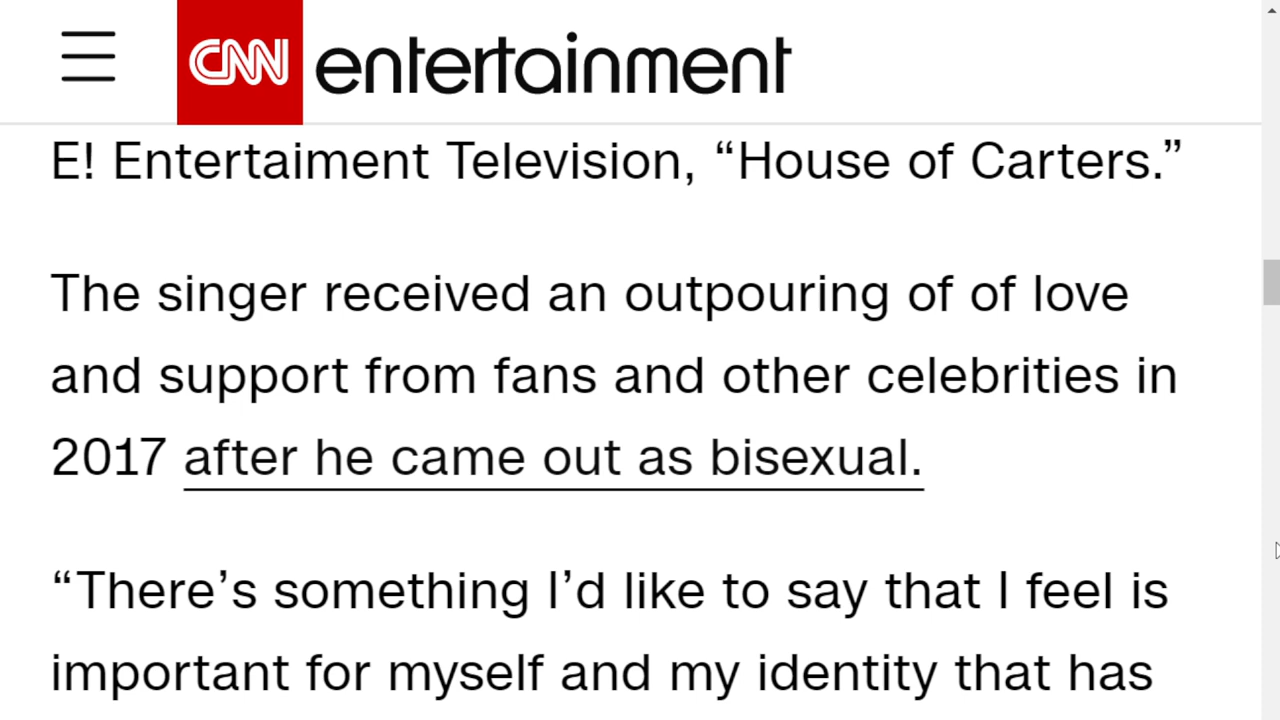 CNN entertainment
E! Entertaiment Television, “House of Carters.”
The singer received an outpouring of of love
and support from fans and other celebrities in
2017 after he came out as bisexual.
“There’s something I’d like to say that I feel is
important for myself and my identity that has